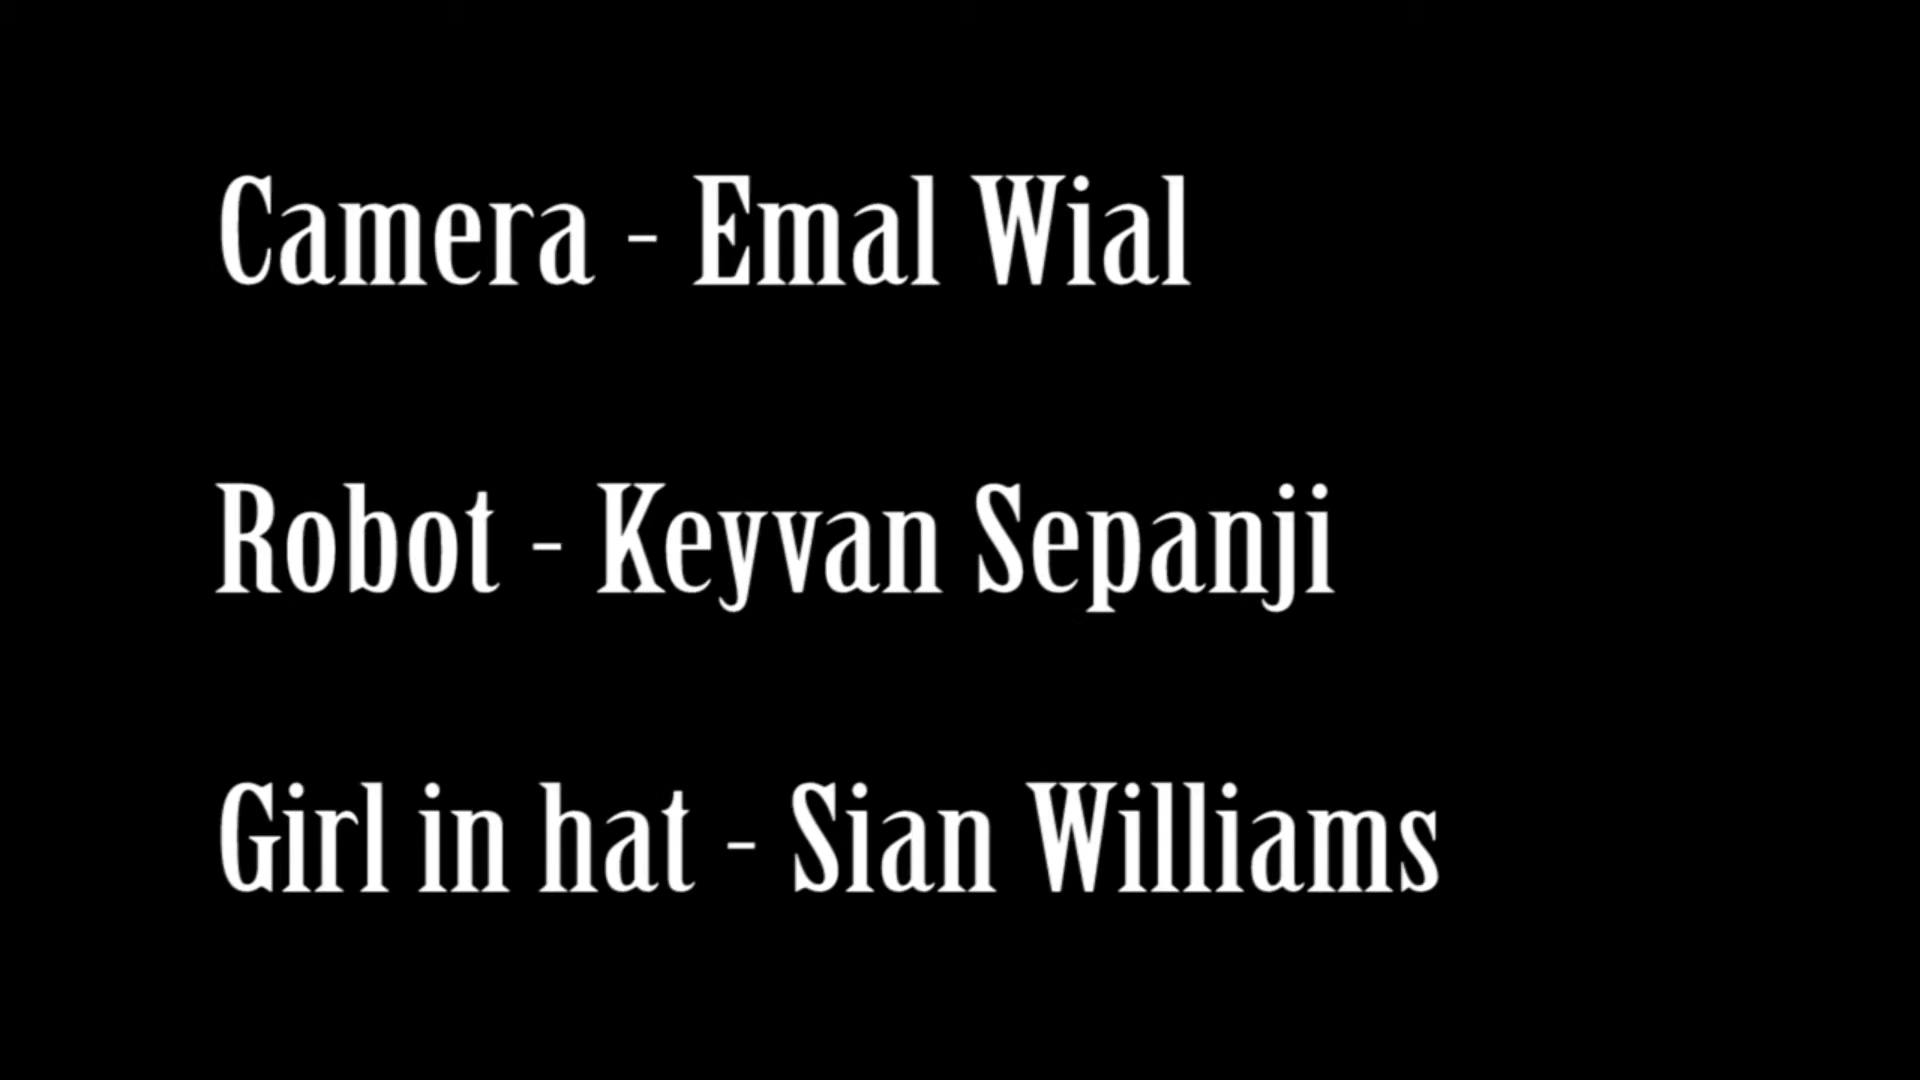 Camera - Emal Wial
Robot - Keyvan Sepanji
Girl in hat - Sian Williams